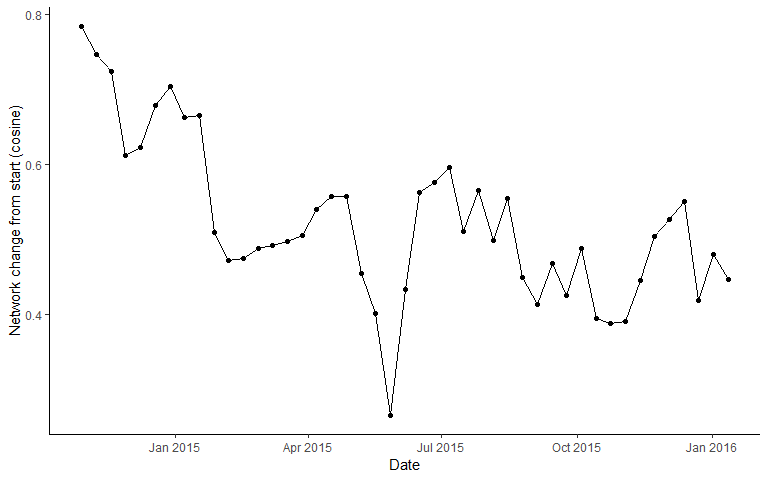 Network change from start (cosine)
0.8
0.6
0.4
Jan 2015 Apr 2015 Jul 2015 Oct 2015 Jan 2016
Date